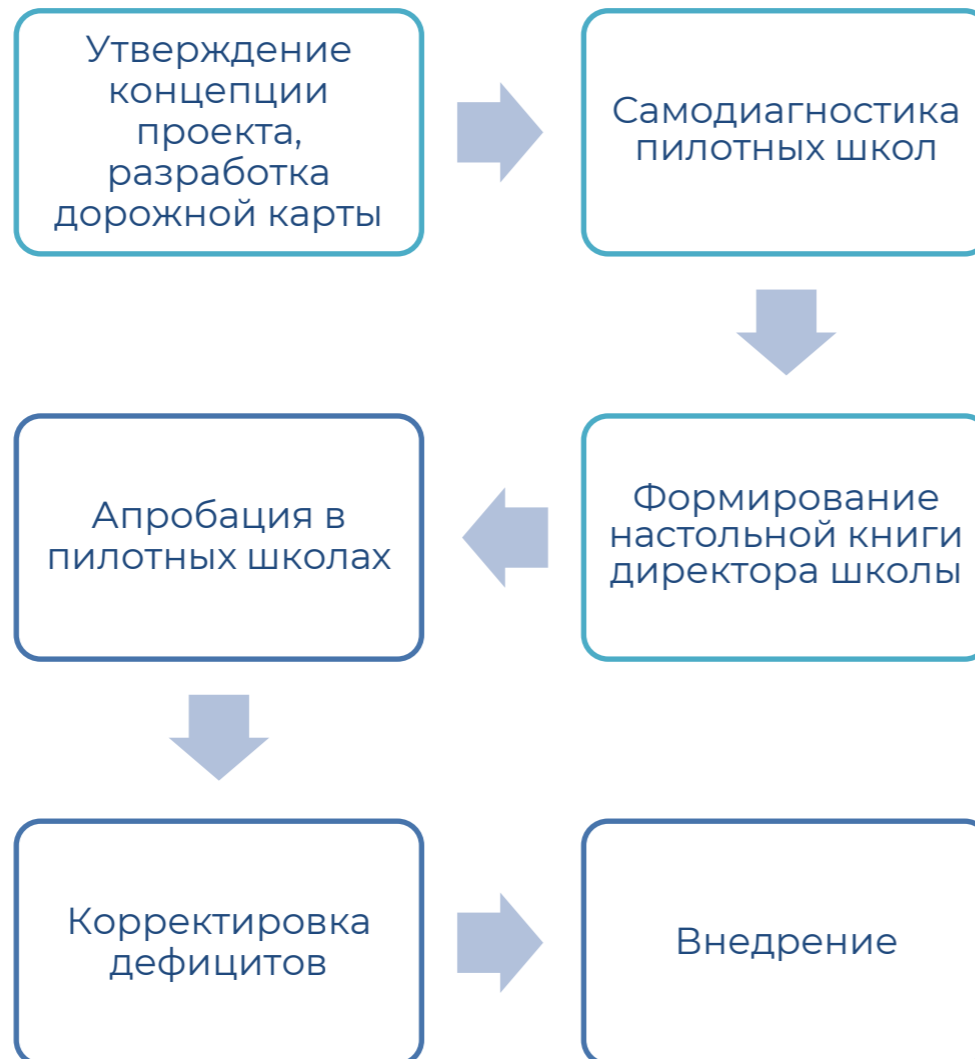 Утверждение
концепции
проекта,
разработка
дорожной карты
Самодиагностика
пилотных школ
Формирование
настольной книги
директора школы
Апробация в
пилотных школах
Корректировка
дефицитов
Внедрение